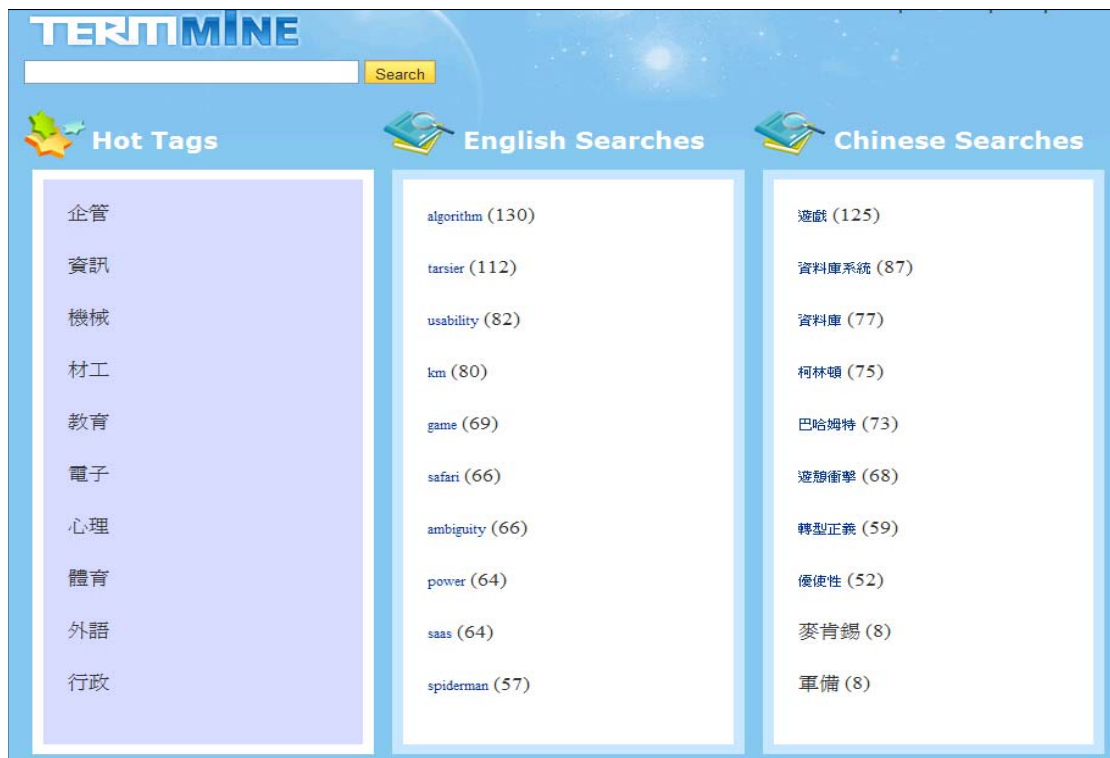 TERMMINE
Search
Hot Tags
企管
資訊
機械
材工
教育
電子
心理
體育
外語
行政
English Searches
algorithm (130)
tarsier (112)
usability (82)
km (80)
game (69)
safari (66)
ambiguity (66)
power (64)
saas (64)
spiderman (57)
Chinese Searches
遊戲 (125)
資料庫系統 (87)
資料庫 (77)
柯林頓 (75)
巴哈姆特 (73)
遊憩衝擊 (68)
轉型正義 (59)
優使性 (52)
麥肯錫 (8)
軍備 (8)